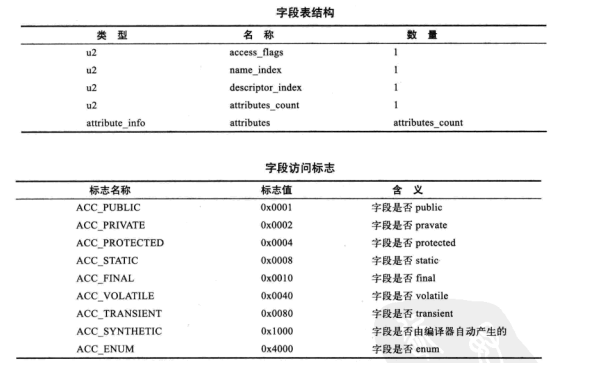 字段表结构
类 型 名 称 数 量
u2 access_flags 1
u2 name_index 1
u2 descriptor_index 1
u2 attributes_count 1
attribute_info attributes attributes_count
字段访问标志
标志名称 标志值 含 义
ACC_PUBLIC 0x0001 字段是否 public
ACC_PRIVATE 0x0002 字段是否 pravate
ACC_PROTECTED 0x0004 字段是否 protected
ACC_STATIC 0x0008 字段是否 static
ACC_FINAL 0x0010 字段是否 final
ACC_VOLATILE 0x0040 字段是否 volatile
ACC_TRANSIENT 0x0080 字段是否 transient
ACC_SYNTHETIC 0x1000 字段是否由编译器自动产生的
ACC_ENUM 0x4000 字段是否 enum